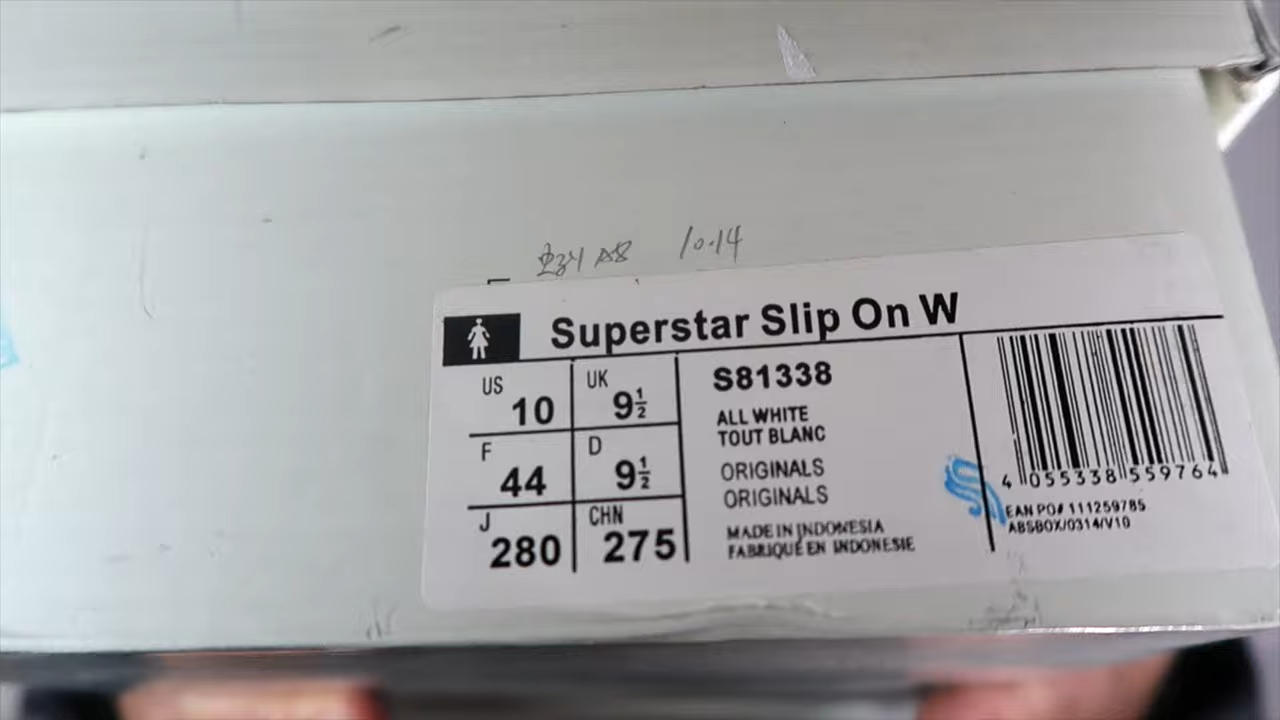 10.14
Superstar Slip On W
US 10 UK 9½
F 44 D 9½
J 280 CHN 275
S81338
ALL WHITE
TOUT BLANC
ORIGINALS
ORIGINALS
MADE IN INDONESIA
FABRIQUÉ EN INDONESIE
4 055338 559764
EAN PO# 111259785
ABSBOX/0314/V10